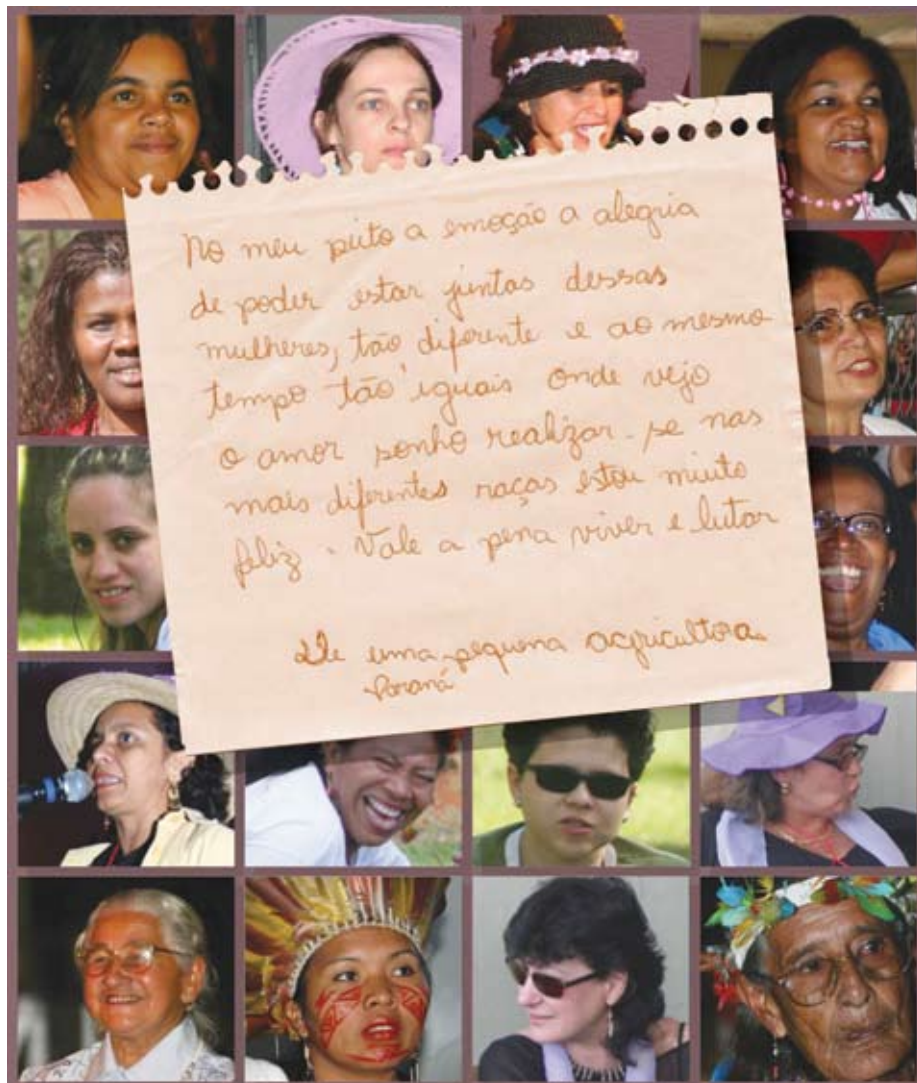 No meu peito a emoção a alegria
de poder estar juntas dessas
mulheres, tão diferente e ao mesmo
tempo tão iguais onde vejo
o amor sonho realizar-se nas
mais diferentes raças estou muito
feliz. Vale a pena viver e lutar
De uma pequena agricultora
Paraná